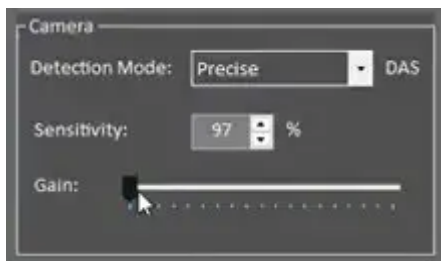 Camera
Detection Mode: Precise DAS
Sensitivity: 97 %
Gain: